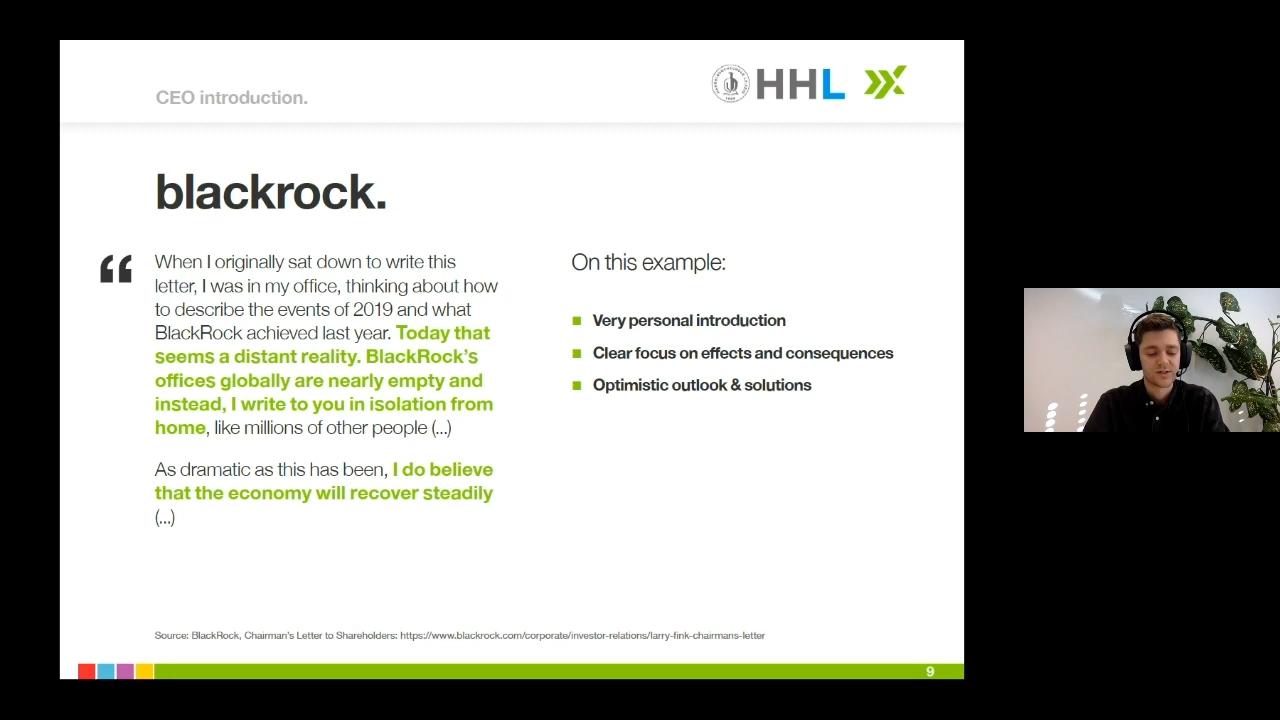 CEO introduction.
HHL
blackrock.
“
When I originally sat down to write this
letter, I was in my office, thinking about how
to describe the events of 2019 and what
BlackRock achieved last year. Today that
seems a distant reality. BlackRock's
offices globally are nearly empty and
instead, I write to you in isolation from
home, like millions of other people (...)
As dramatic as this has been, I do believe
that the economy will recover steadily
(...)
On this example:
Very personal introduction
Clear focus on effects and consequences
Optimistic outlook & solutions
Source: BlackRock, Chairman's Letter to Shareholders: https://www.blackrock.com/corporate/investor-relations/larry-fink-chairmans-letter
9